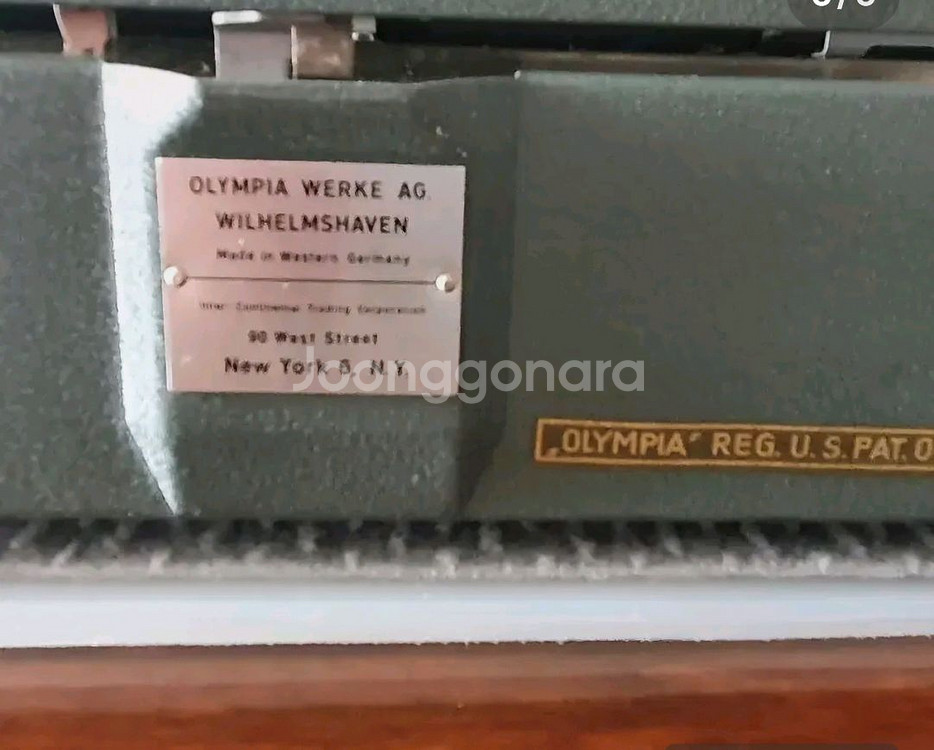 OLYMPIA WERKE AG.
WILHELMSHAVEN
Made in Western Germany
Inter-Continental Trading Corporation
90 West Street
New York 6, N.Y.
Joonggonara
„OLYMPIA" REG. U.S. PAT. O